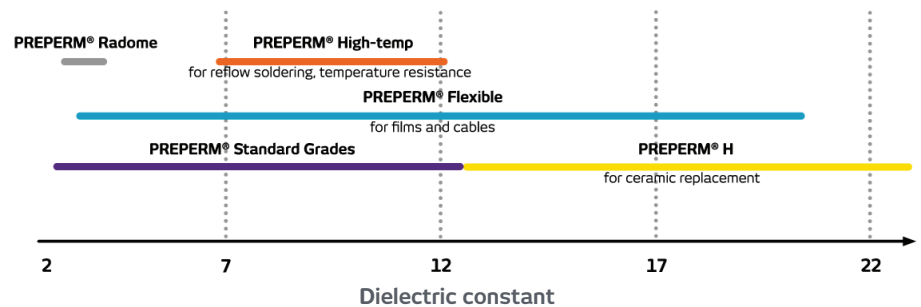 PREPERM® Radome
PREPERM® High-temp
for reflow soldering, temperature resistance
PREPERM® Flexible
for films and cables
PREPERM® Standard Grades
PREPERM® H
for ceramic replacement
2 7 12 17 22
Dielectric constant